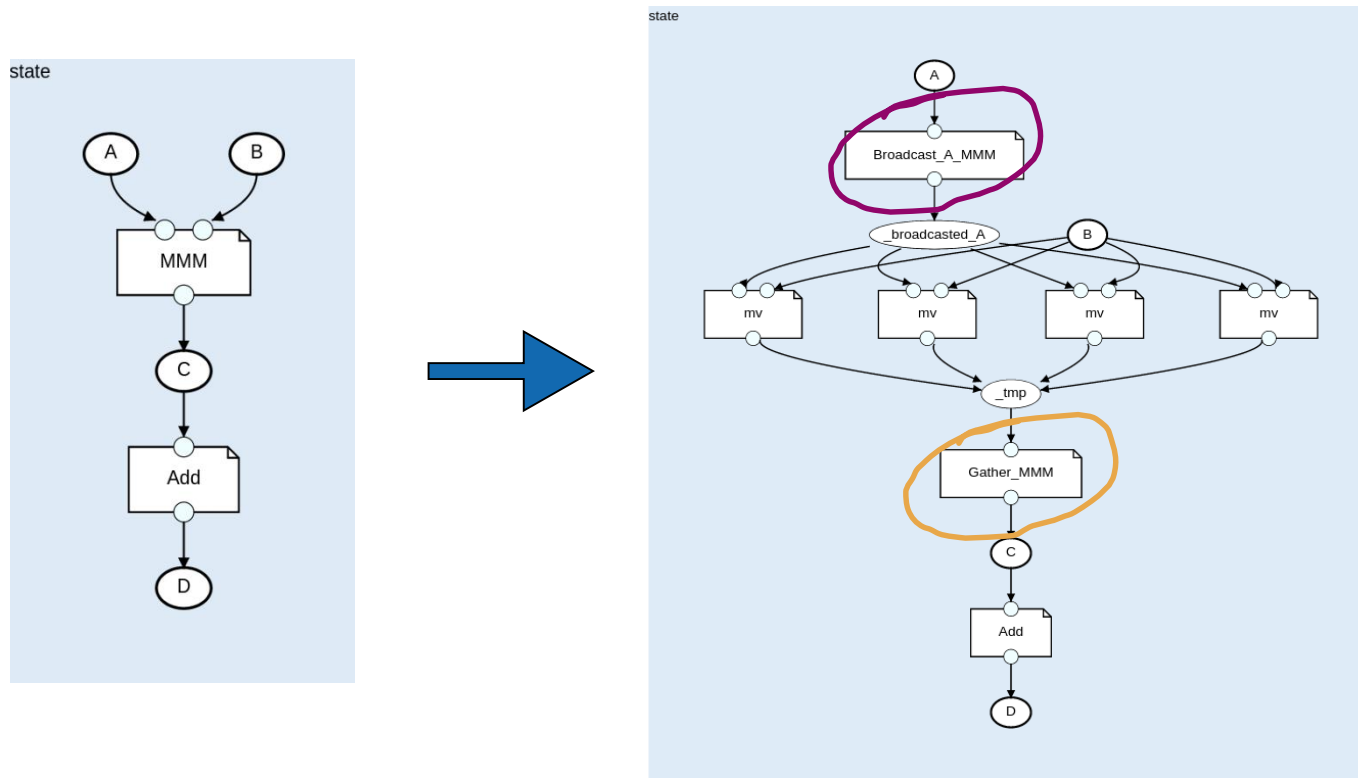 state
A
B
MMM
C
Add
D
state
A
Broadcast_A_MMM
_broadcasted_A
B
mv
mv
mv
mv
_tmp
Gather_MMM
C
Add
D